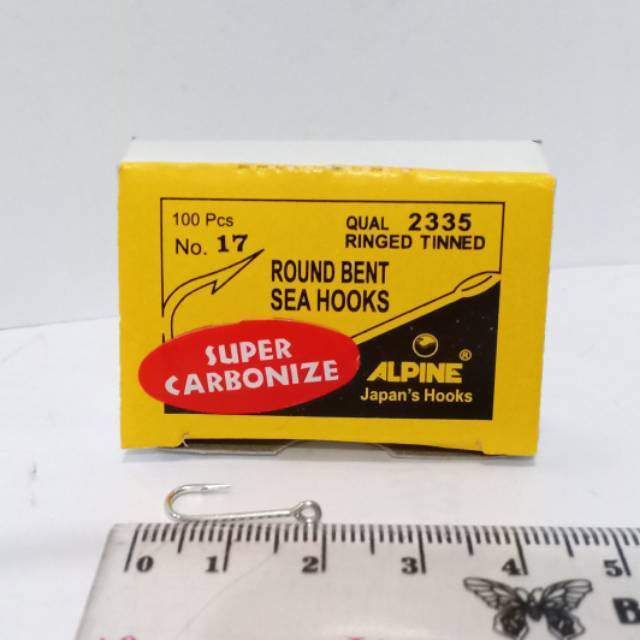 100 Pcs
No. 17
QUAL 2335
RINGED TINNED
ROUND BENT
SEA HOOKS
SUPER
CARBONIZE
ALPINE®
Japan's Hooks
0 1 2 3 4 5
B